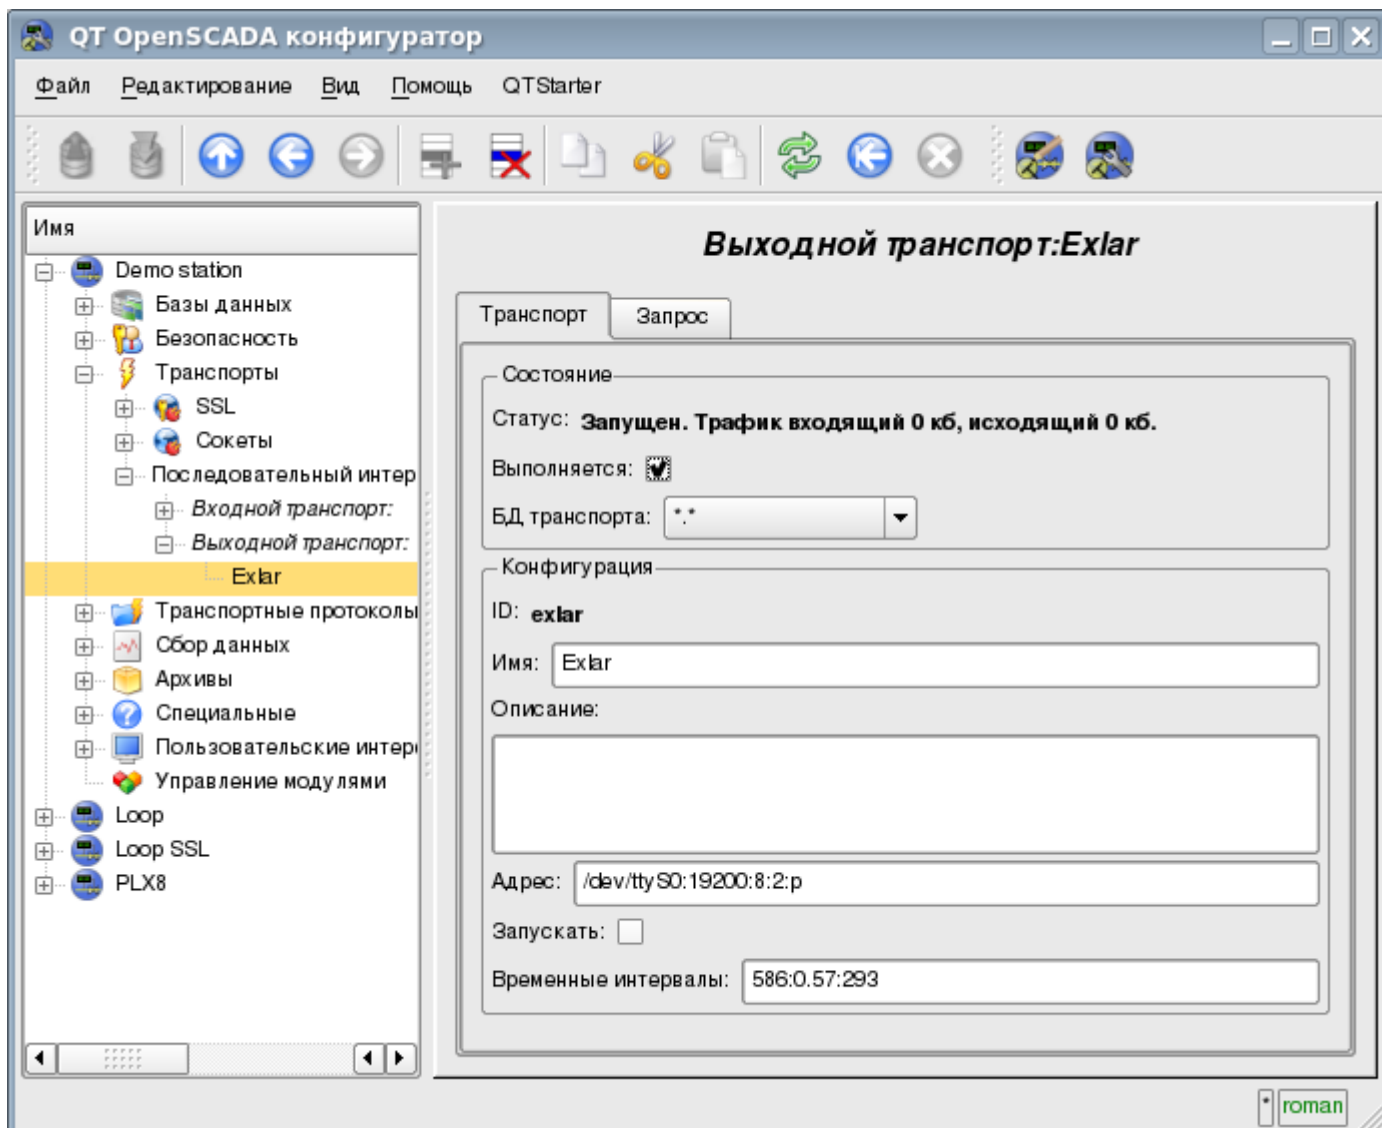 QT OpenSCADA конфигуратор
Файл Редактирование Вид Помощь QTStarter
Имя
Demo station
Базы данных
Безопасность
Транспорты
SSL
Сокеты
Последовательный интер
Входной транспорт:
Выходной транспорт:
Exlar
Транспортные протоколы
Сбор данных
Архивы
Специальные
Пользовательские интер
Управление модулями
Loop
Loop SSL
PLX8
Выходной транспорт:Exlar
Транспорт Запрос
Состояние
Статус: Запущен. Трафик входящий 0 кб, исходящий 0 кб.
Выполняется:
БД транспорта: *.*
Конфигурация
ID: exlar
Имя: Exlar
Описание:
Адрес: /dev/ttyS0:19200:8:2:p
Запускать:
Временные интервалы: 586:0.57:293
* roman